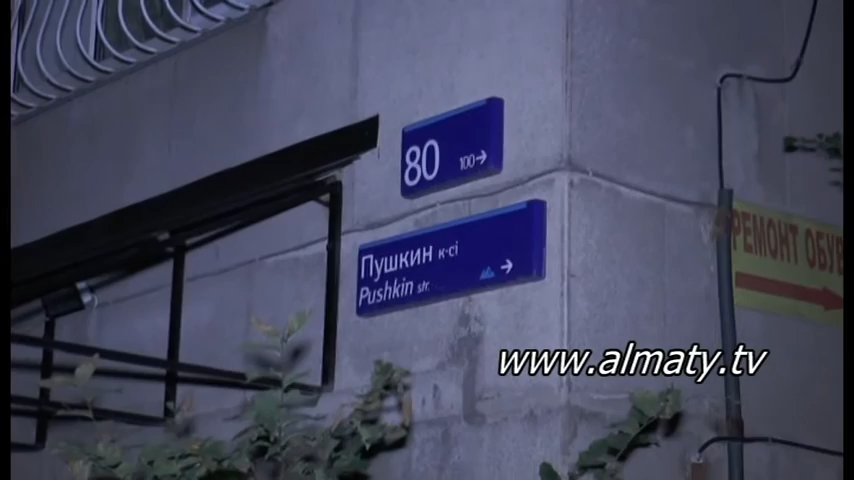 80
100→
Пушкин к-сі
Pushkin str. →
РЕМОНТ ОБУВ
www.almaty.tv